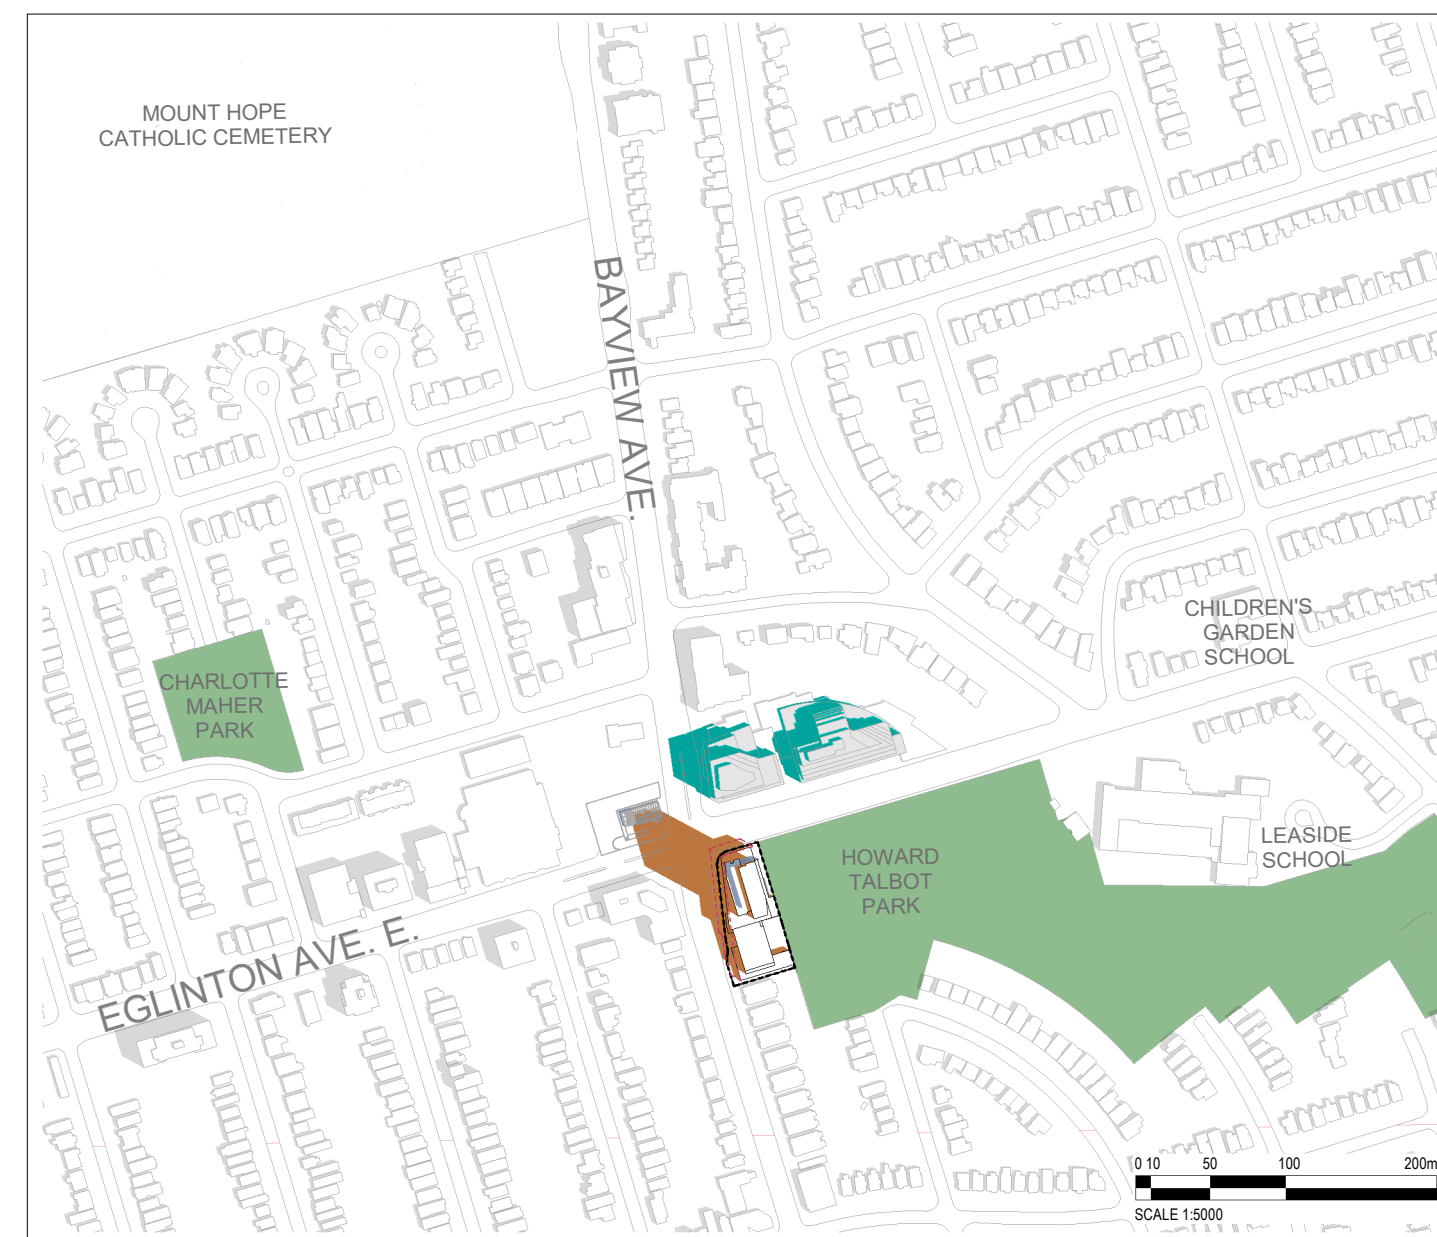 MOUNT HOPE
CATHOLIC CEMETERY
BAYVIEW AVE.
CHILDREN'S
GARDEN
SCHOOL
CHARLOTTE
MAHER
PARK
LEASIDE
SCHOOL
HOWARD
TALBOT
PARK
EGLINTON AVE. E.
0 10 50 100 200m
SCALE 1:5000